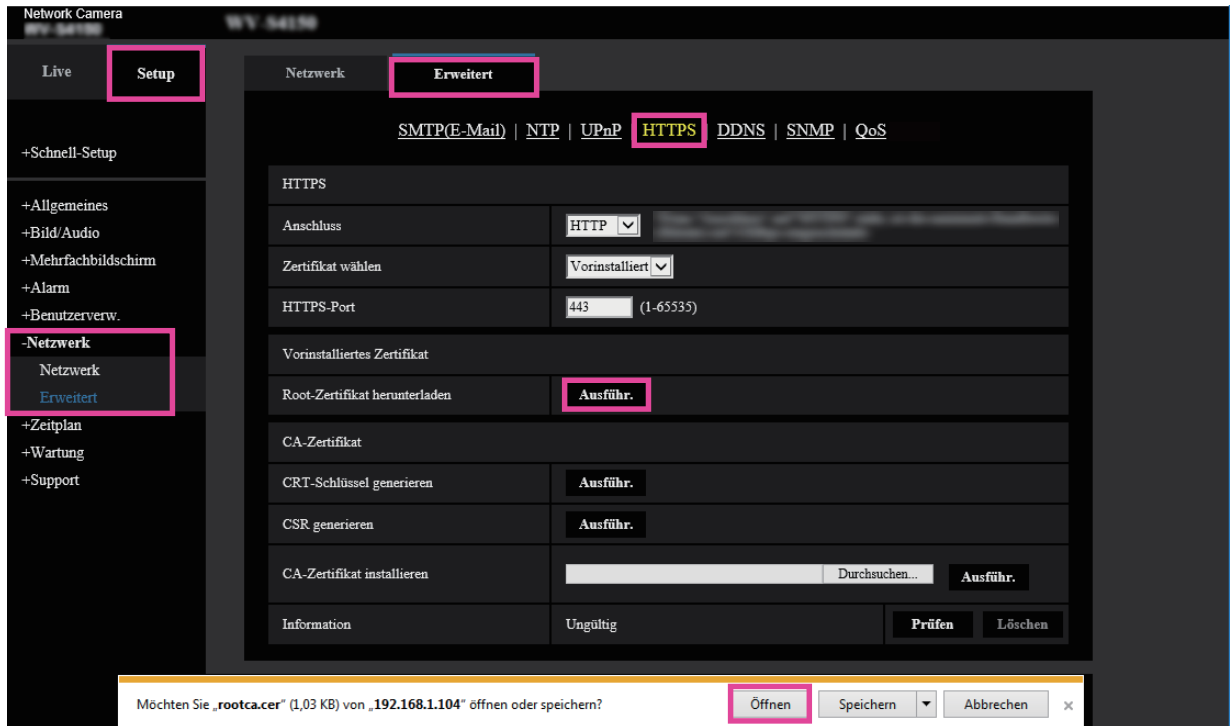 Network Camera
Live
Setup
+Schnell-Setup
+Allgemeines
+Bild/Audio
+Mehrfachbildschirm
+Alarm
+Benutzerverw.
-Netzwerk
Netzwerk
Erweitert
+Zeitplan
+Wartung
+Support
WV-S4150
Netzwerk
Erweitert
SMTP(E-Mail) | NTP | UPnP | HTTPS | DDNS | SNMP | QoS
HTTPS
Anschluss HTTP
Zertifikat wählen Vorinstalliert
HTTPS-Port 443 (1-65535)
Vorinstalliertes Zertifikat
Root-Zertifikat herunterladen Ausführ.
CA-Zertifikat
CRT-Schlüssel generieren Ausführ.
CSR generieren Ausführ.
CA-Zertifikat installieren Durchsuchen... Ausführ.
Information Ungültig Prüfen Löschen
Möchten Sie „rootca.cer“ (1,03 KB) von „192.168.1.104“ öffnen oder speichern? Öffnen Speichern Abbrechen ×